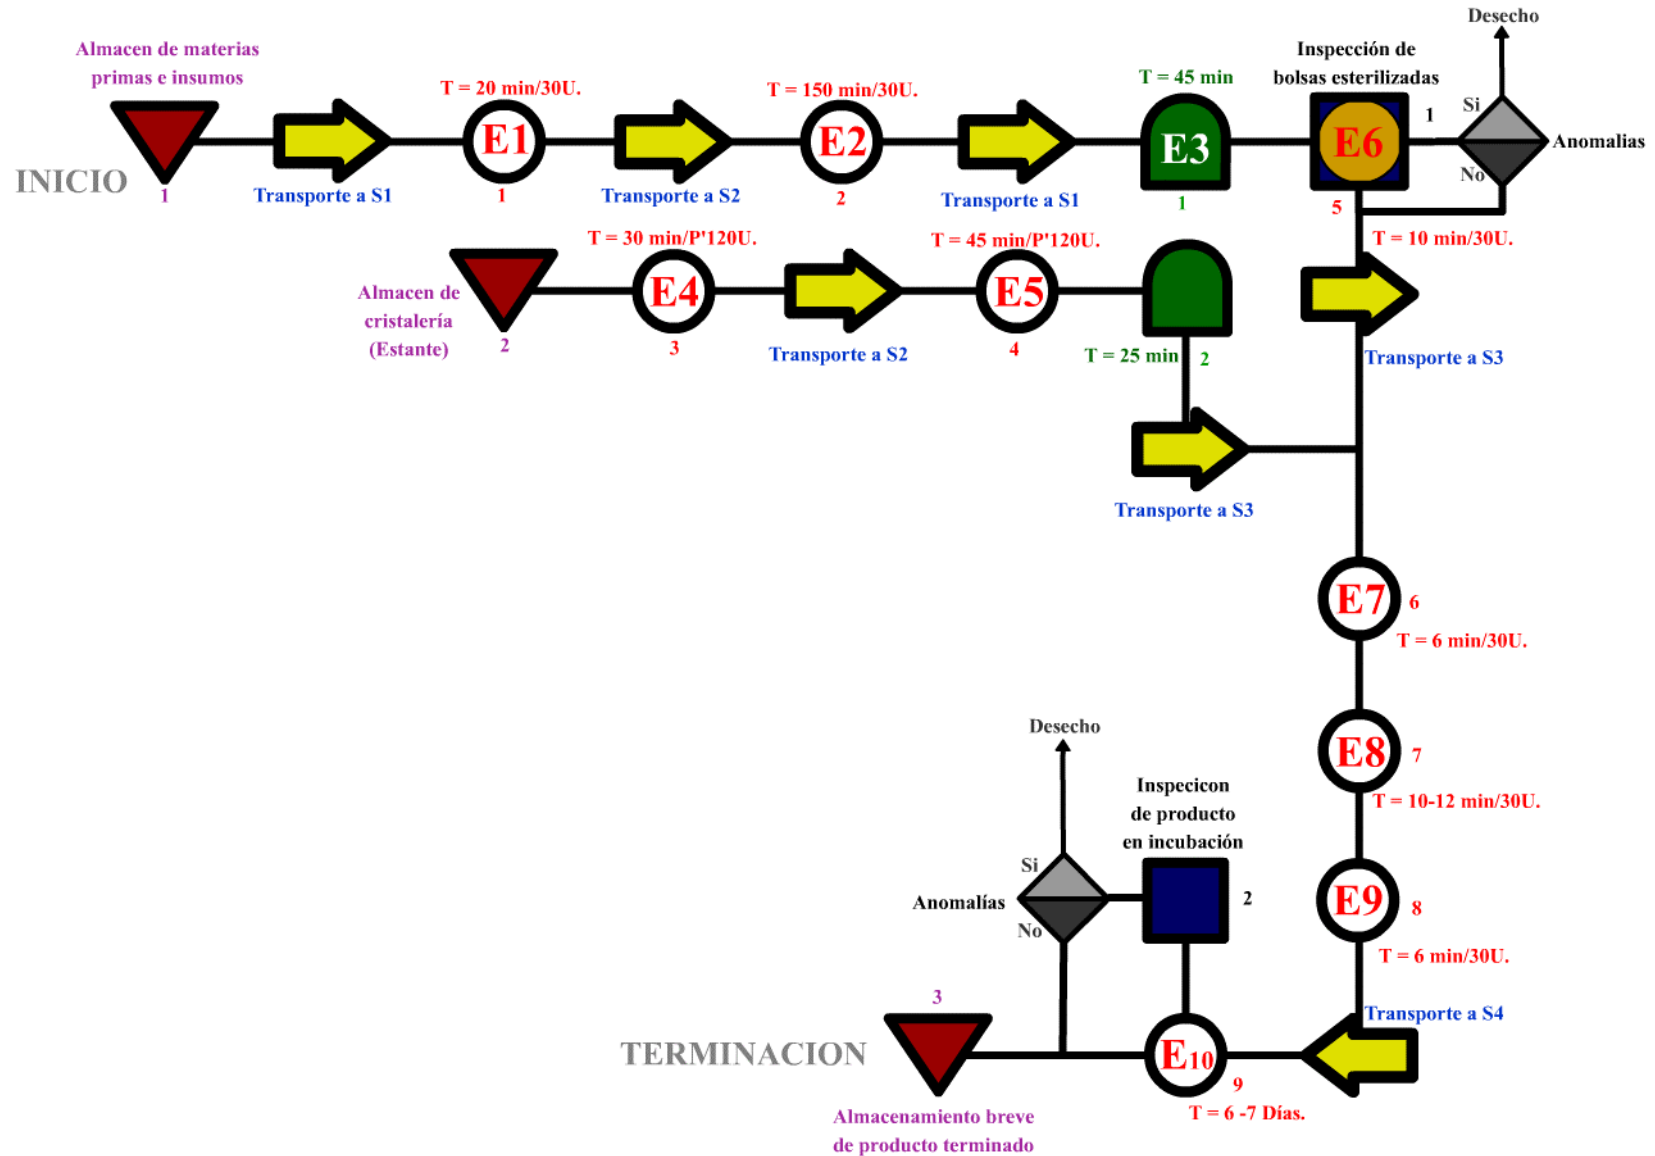 Almacen de materias
primas e insumos
INICIO
1
Transporte a S1
T = 20 min/30U.
E1
1
Transporte a S2
T = 150 min/30U.
E2
2
Transporte a S1
T = 45 min
E3
1
Inspección de
bolsas esterilizadas
E6
1
5
T = 10 min/30U.
Desecho
Si
Anomalias
No
Almacen de
cristalería
(Estante)
2
T = 30 min/P'120U.
E4
3
Transporte a S2
T = 45 min/P'120U.
E5
4
T = 25 min
2
Transporte a S3
Transporte a S3
E7
6
T = 6 min/30U.
E8
7
T = 10-12 min/30U.
E9
8
T = 6 min/30U.
Transporte a S4
E10
9
T = 6 -7 Días.
Inspecicon
de producto
en incubación
2
Desecho
Si
Anomalías
No
3
TERMINACION
Almacenamiento breve
de producto terminado